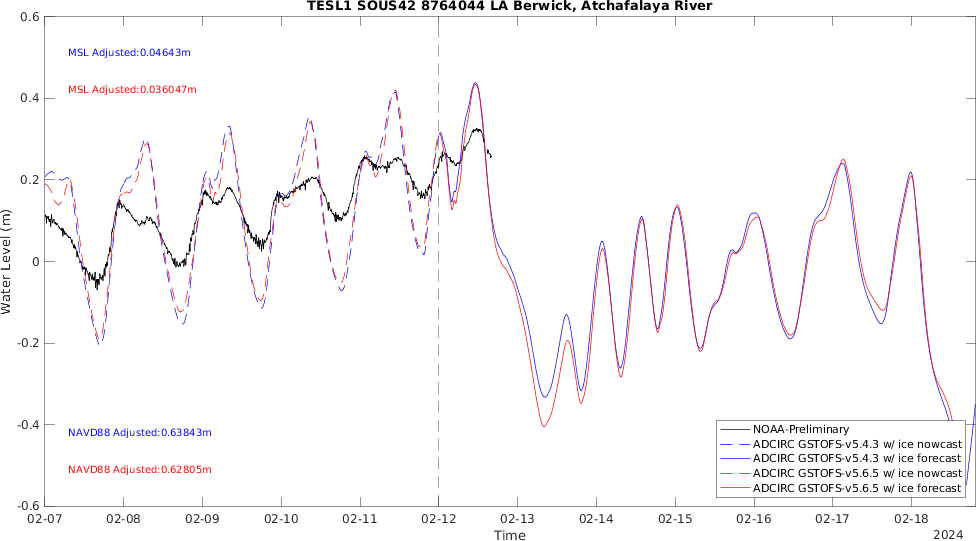 TESL1 SOUS42 8764044 LA Berwick, Atchafalaya River
MSL Adjusted:0.04643m
MSL Adjusted:0.036047m
NAVD88 Adjusted:0.63843m
NAVD88 Adjusted:0.62805m
Water Level (m)
0.6
0.4
0.2
0
-0.2
-0.4
-0.6
NOAA-Preliminary
ADCIRC GSTOFS-v5.4.3 w/ ice nowcast
ADCIRC GSTOFS-v5.4.3 w/ ice forecast
ADCIRC GSTOFS-v5.6.5 w/ ice nowcast
ADCIRC GSTOFS-v5.6.5 w/ ice forecast
02-07 02-08 02-09 02-10 02-11 02-12 02-13 02-14 02-15 02-16 02-17 02-18
Time
2024